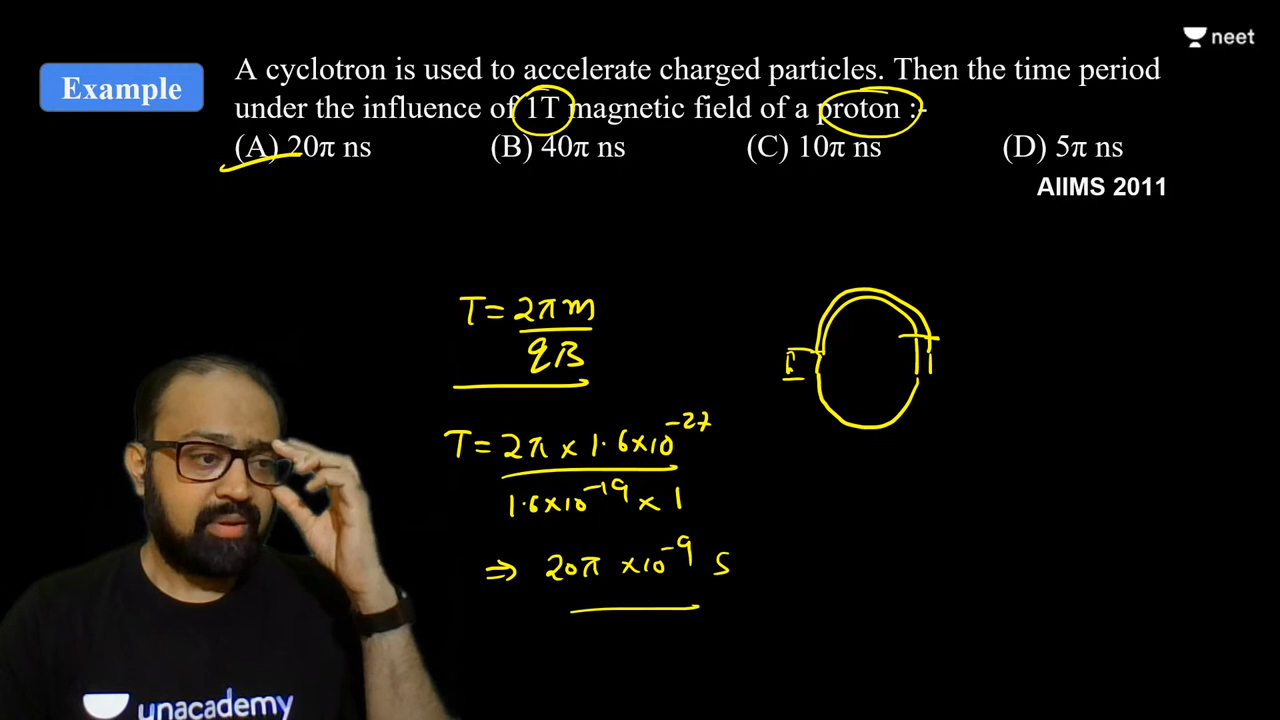 neet
Example
A cyclotron is used to accelerate charged particles. Then the time period
under the influence of 1T magnetic field of a proton :-
(A) 20π ns (B) 40π ns (C) 10π ns (D) 5π ns
AIIMS 2011
T = 2πm
qB
T = 2π × 1.6×10⁻²⁷
1.6×10⁻¹⁹ × 1
⇒ 20π ×10⁻⁹ S
unacademy